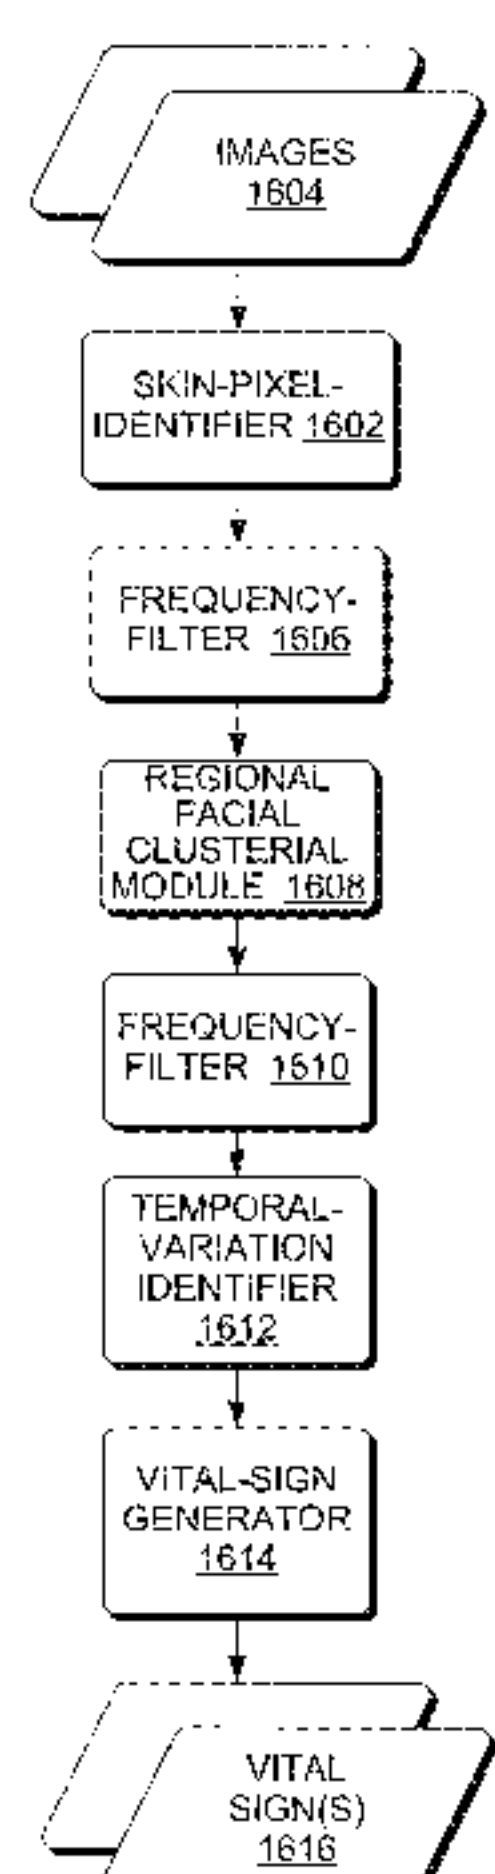 IMAGES
1604
SKIN-PIXEL-
IDENTIFIER 1602
FREQUENCY-
FILTER 1606
REGIONAL
FACIAL
CLUSTERIAL
MODULE 1608
FREQUENCY-
FILTER 1610
TEMPORAL-
VARIATION
IDENTIFIER
1612
VITAL-SIGN
GENERATOR
1614
VITAL
SIGN(S)
1616